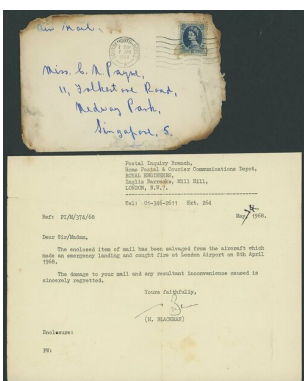 Air Mail.
Miss. C. M. Payne,
11, Folkestone Road,
Medway Park,
Singapore, 5.
Postal Inquiry Branch,
Home Postal & Courier Communications Depot,
ROYAL ENGINEERS,
Inglis Barracks, Mill Hill,
LONDON, N.W.7.
Tel: 01-346-2611 Ext. 264
Ref: PI/M/37A/68
May 1968.
Dear Sir/Madam,
The enclosed item of mail has been salvaged from the aircraft which
made an emergency landing and caught fire at London Airport on 8th April
1968.
The damage to your mail and any resultant inconvenience caused is
sincerely regretted.
Yours faithfully,
(N. BLACKMAN)
Enclosure: